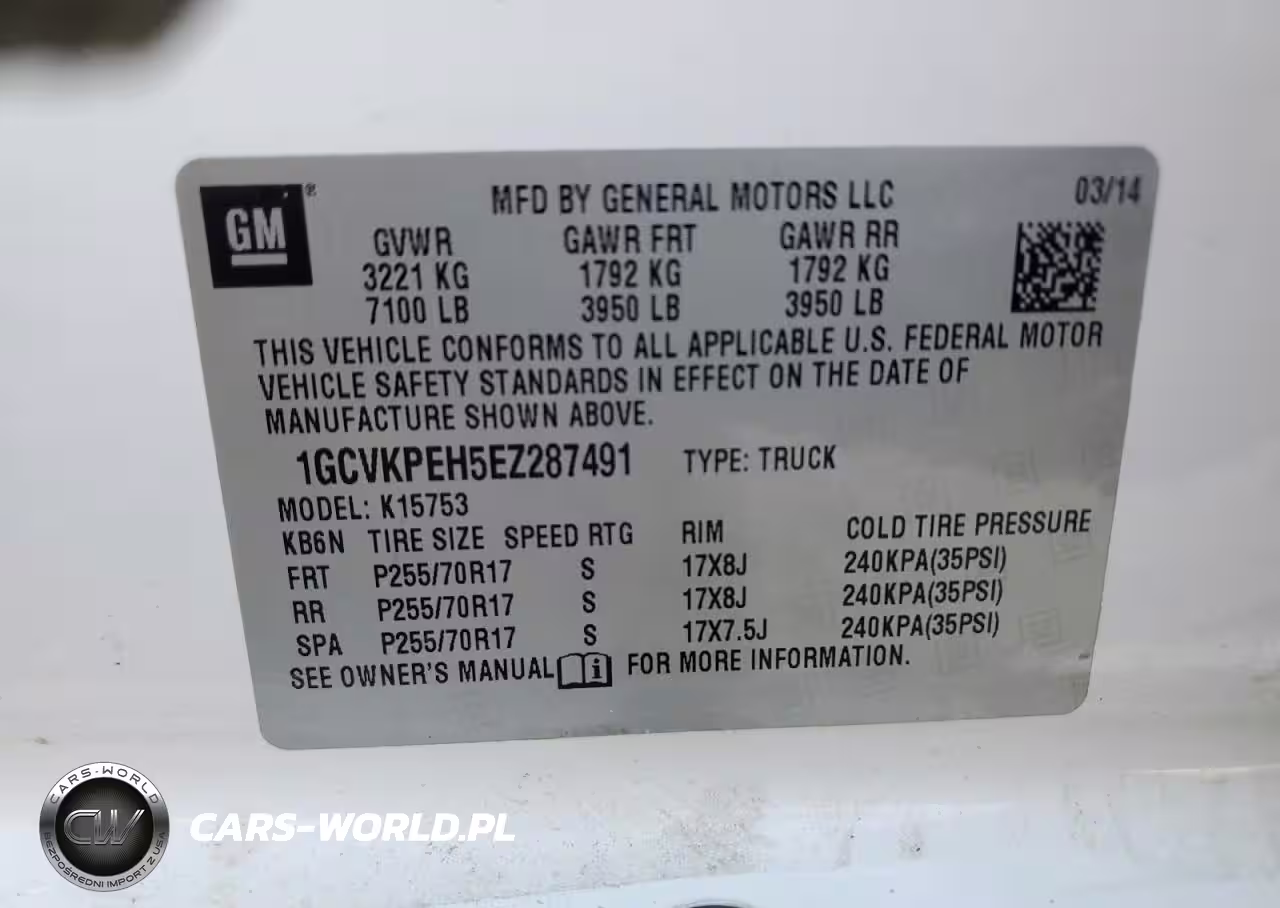 GM®
MFD BY GENERAL MOTORS LLC 03/14
GVWR GAWR FRT GAWR RR
3221 KG 1792 KG 1792 KG
7100 LB 3950 LB 3950 LB
THIS VEHICLE CONFORMS TO ALL APPLICABLE U.S. FEDERAL MOTOR
VEHICLE SAFETY STANDARDS IN EFFECT ON THE DATE OF
MANUFACTURE SHOWN ABOVE.
1GCVKPEH5EZ287491 TYPE: TRUCK
MODEL: K15753
KB6N TIRE SIZE SPEED RTG RIM COLD TIRE PRESSURE
FRT P255/70R17 S 17X8J 240KPA(35PSI)
RR P255/70R17 S 17X8J 240KPA(35PSI)
SPA P255/70R17 S 17X7.5J 240KPA(35PSI)
SEE OWNER'S MANUAL i FOR MORE INFORMATION.
CARS-WORLD
CW
BEZPOŚREDNI IMPORT Z USA
CARS-WORLD.PL